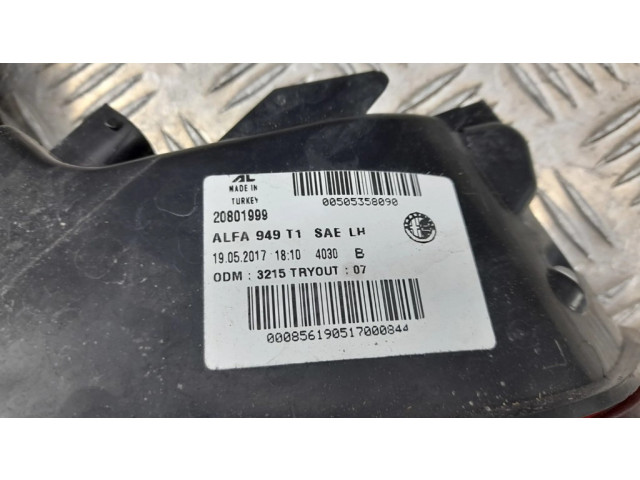 AL
MADE IN
TURKEY
00505358090
20801999
ALFA 949 T1 SAE LH
19.05.2017 18:10 4030 B
ODM : 3215 TRYOUT : 07
000856190517000844